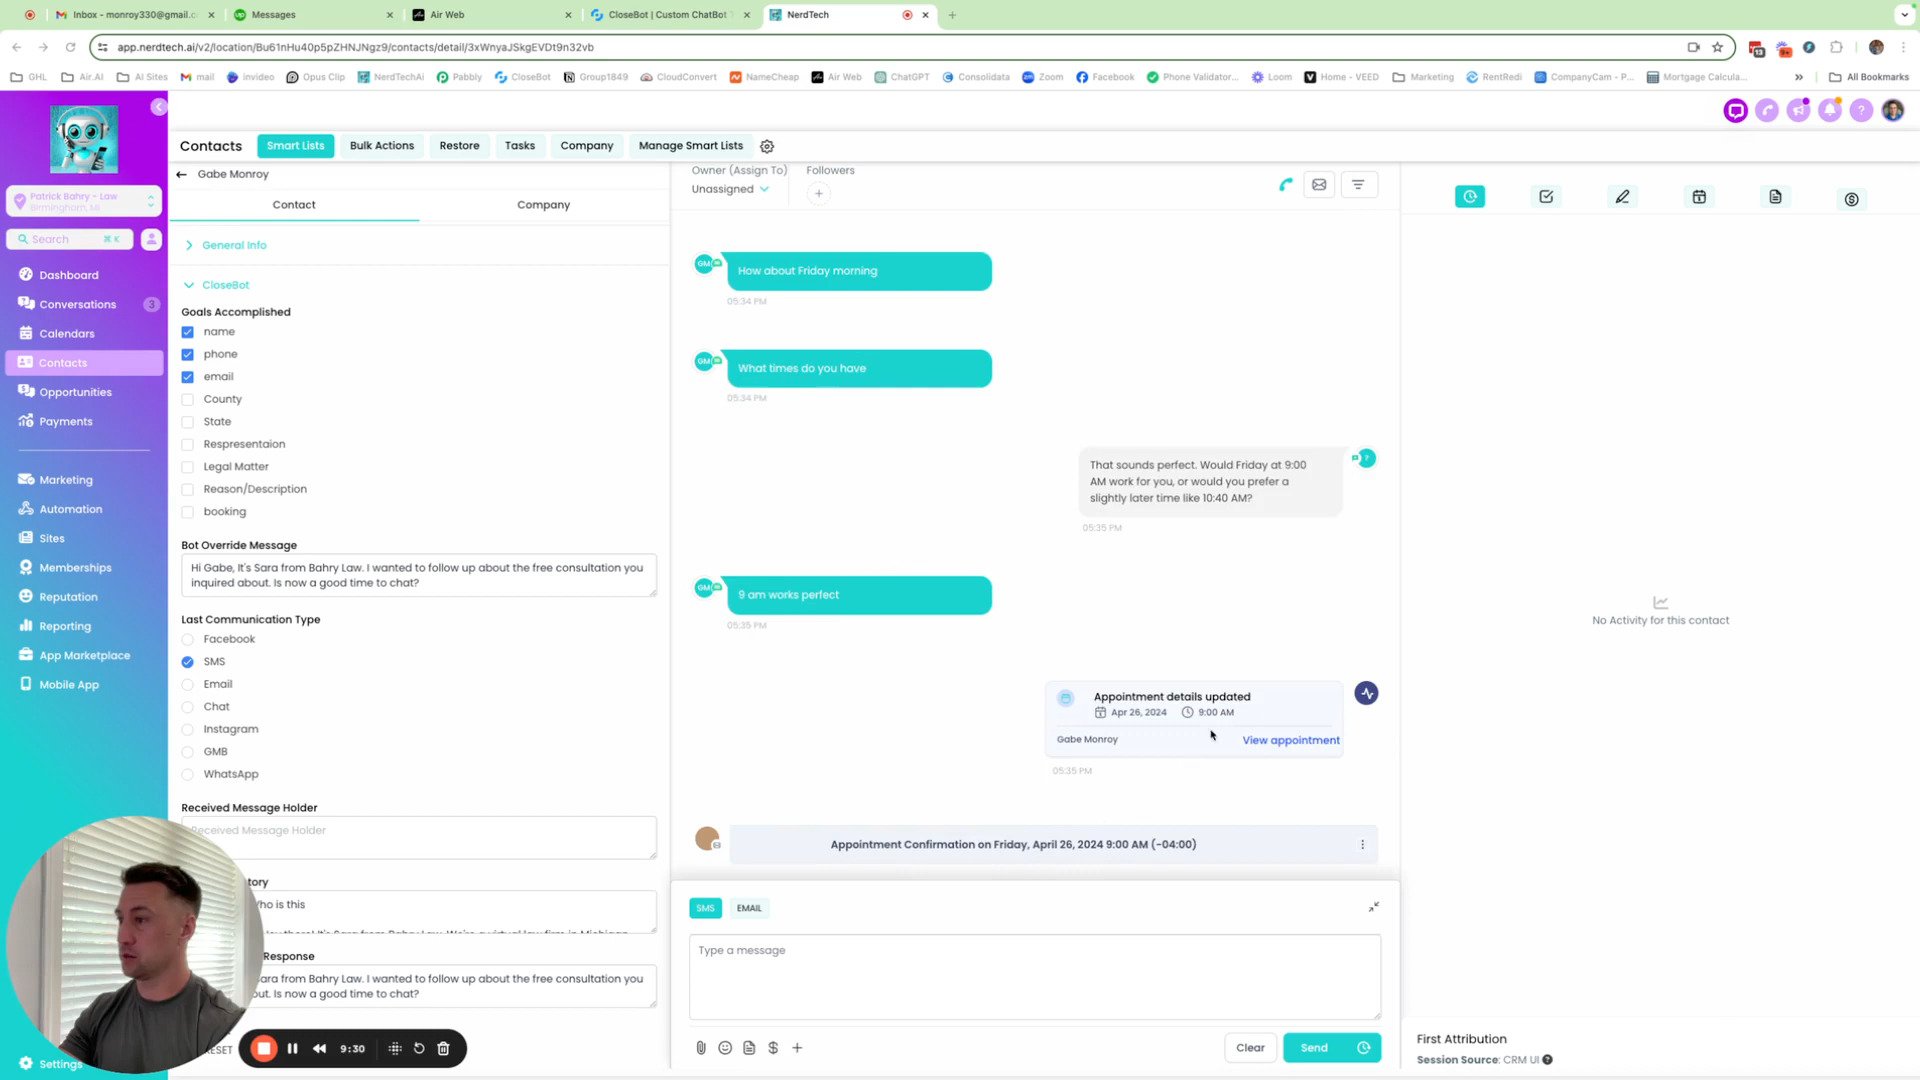 Inbox - monroy330@gmail.c
Messages
Air Web
CloseBot | Custom ChatBot
NerdTech
app.nerdtech.ai/v2/location/Bu61nHu40p5pZHNJNgz9/contacts/detail/3xWnyaJSkgEVDt9n32vb
GHL
Air.AI
AI Sites
mail
invideo
Opus Clip
NerdTechAi
Pabbly
CloseBot
Group1849
CloudConvert
NameCheap
Air Web
ChatGPT
Consolidata
Zoom
Facebook
Phone Validator...
Loom
Home - VEED
Marketing
RentRedi
CompanyCam - P...
Mortgage Calcula...
All Bookmarks
Patrick Bahry - Law
Birmingham, MI
Search
⌘ K
Dashboard
Conversations
3
Calendars
Contacts
Opportunities
Payments
Marketing
Automation
Sites
Memberships
Reputation
Reporting
App Marketplace
Mobile App
Settings
Contacts
Smart Lists
Bulk Actions
Restore
Tasks
Company
Manage Smart Lists
Gabe Monroy
Contact
Company
General Info
CloseBot
Goals Accomplished
name
phone
email
County
State
Respresentaion
Legal Matter
Reason/Description
booking
Bot Override Message
Hi Gabe, It's Sara from Bahry Law. I wanted to follow up about the free consultation you
inquired about. Is now a good time to chat?
Last Communication Type
Facebook
SMS
Email
Chat
Instagram
GMB
WhatsApp
Received Message Holder
Received Message Holder
tory
ho is this
Response
ara from Bahry Law. I wanted to follow up about the free consultation you
out. Is now a good time to chat?
RESET
9:30
Owner (Assign To)
Unassigned
Followers
GM
How about Friday morning
05:34 PM
GM
What times do you have
05:34 PM
That sounds perfect. Would Friday at 9:00
AM work for you, or would you prefer a
slightly later time like 10:40 AM?
?
05:35 PM
GM
9 am works perfect
05:35 PM
Appointment details updated
Apr 26, 2024
9:00 AM
Gabe Monroy
View appointment
05:35 PM
Appointment Confirmation on Friday, April 26, 2024 9:00 AM (-04:00)
SMS
EMAIL
Type a message
Clear
Send
No Activity for this contact
First Attribution
Session Source: CRM UI